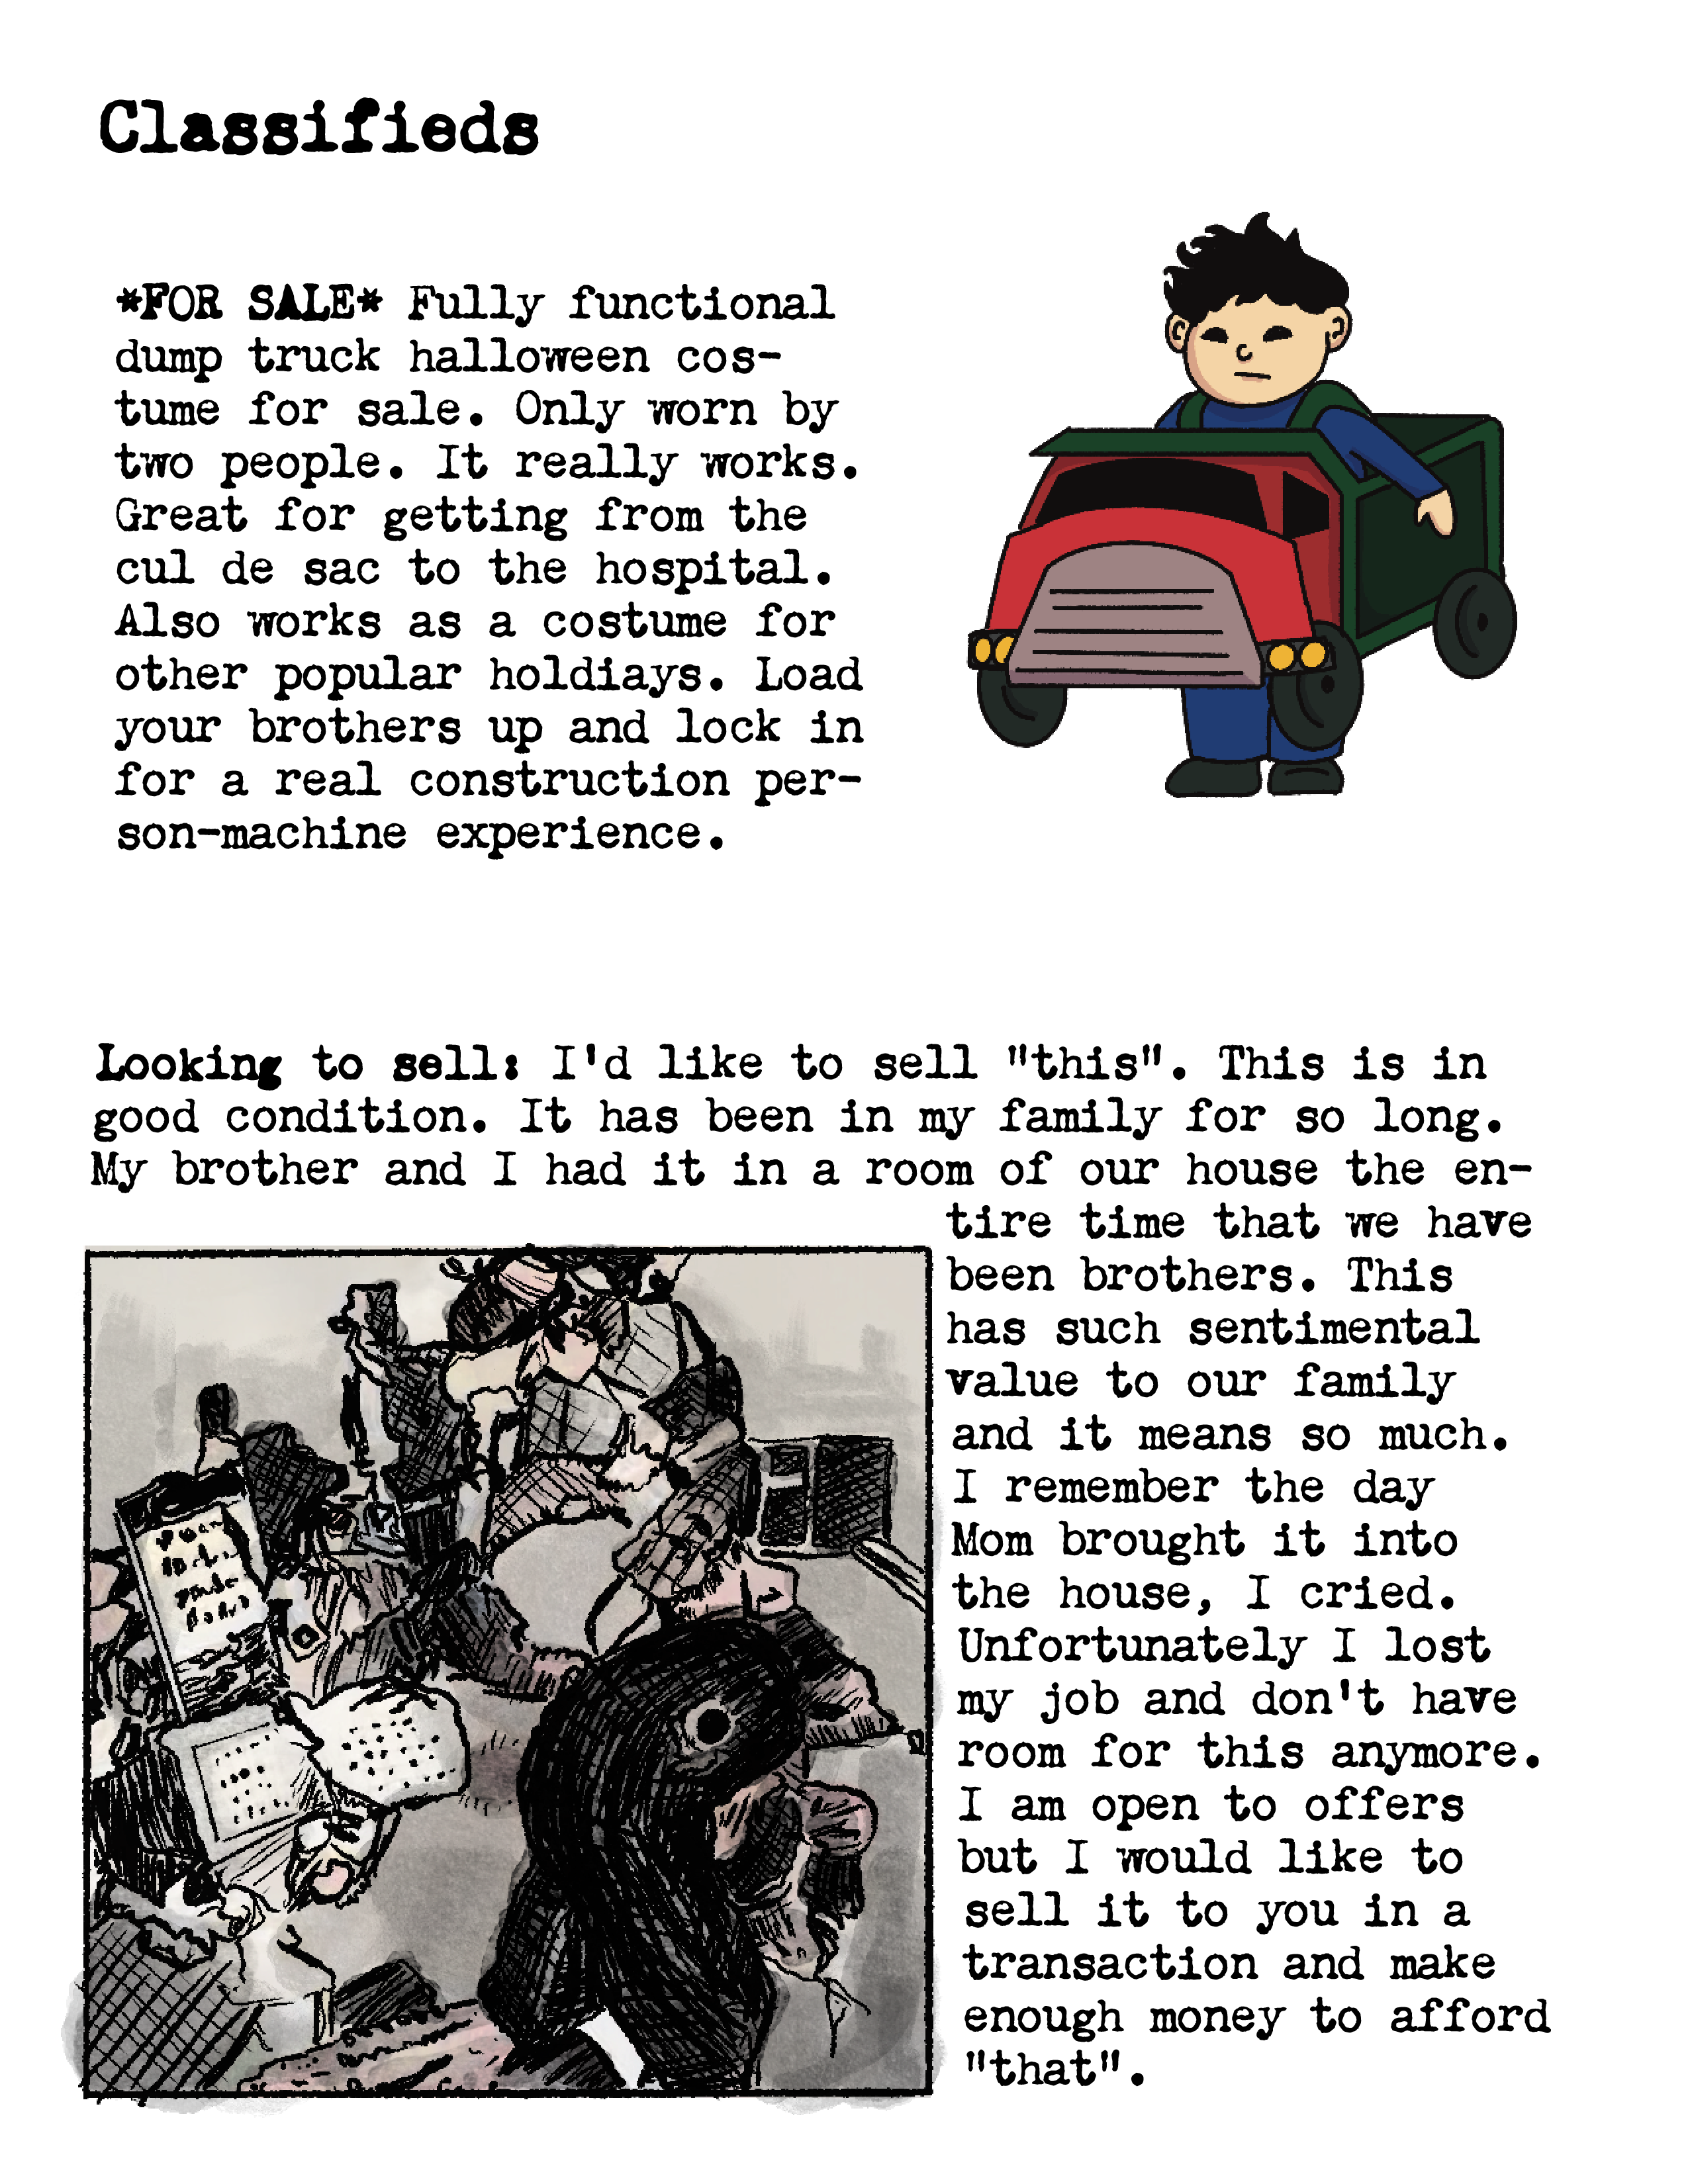 Classifieds
*FOR SALE* Fully functional
dump truck halloween cos-
tume for sale. Only worn by
two people. It really works.
Great for getting from the
cul de sac to the hospital.
Also works as a costume for
other popular holdiays. Load
your brothers up and lock in
for a real construction per-
son-machine experience.
Looking to sell: I'd like to sell "this". This is in
good condition. It has been in my family for so long.
My brother and I had it in a room of our house the en-
tire time that we have
been brothers. This
has such sentimental
value to our family
and it means so much.
I remember the day
Mom brought it into
the house, I cried.
Unfortunately I lost
my job and don't have
room for this anymore.
I am open to offers
but I would like to
sell it to you in a
transaction and make
enough money to afford
"that".